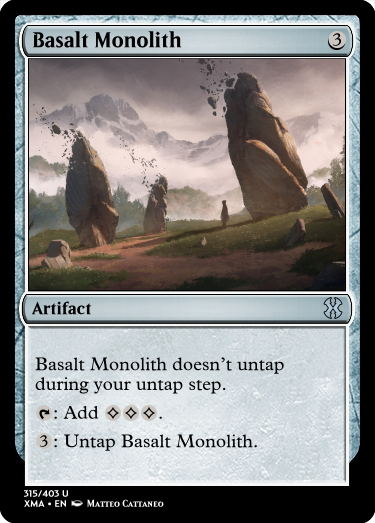 Basalt Monolith 3
Artifact
Basalt Monolith doesn't untap
during your untap step.
: Add .
3 : Untap Basalt Monolith.
315/403 U
XMA • EN Matteo Cattaneo